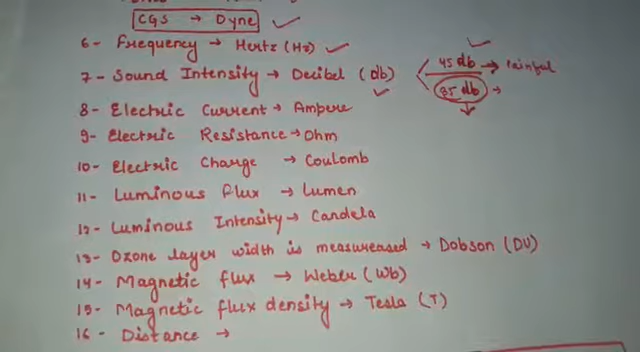 CGS → Dyne
6- Frequency → Hertz (Hz)
7- Sound Intensity → Decibel (db) 45 db →
85 db →
8- Electric Current → Ampere
9- Electric Resistance → Ohm
10- Electric Charge → Coulomb
11- Luminous flux → Lumen
12- Luminous Intensity → Candela
13- Ozone layer width is measureased → Dobson (DU)
14- Magnetic flux → Weber (Wb)
15- Magnetic flux density → Tesla (T)
16- Distance →